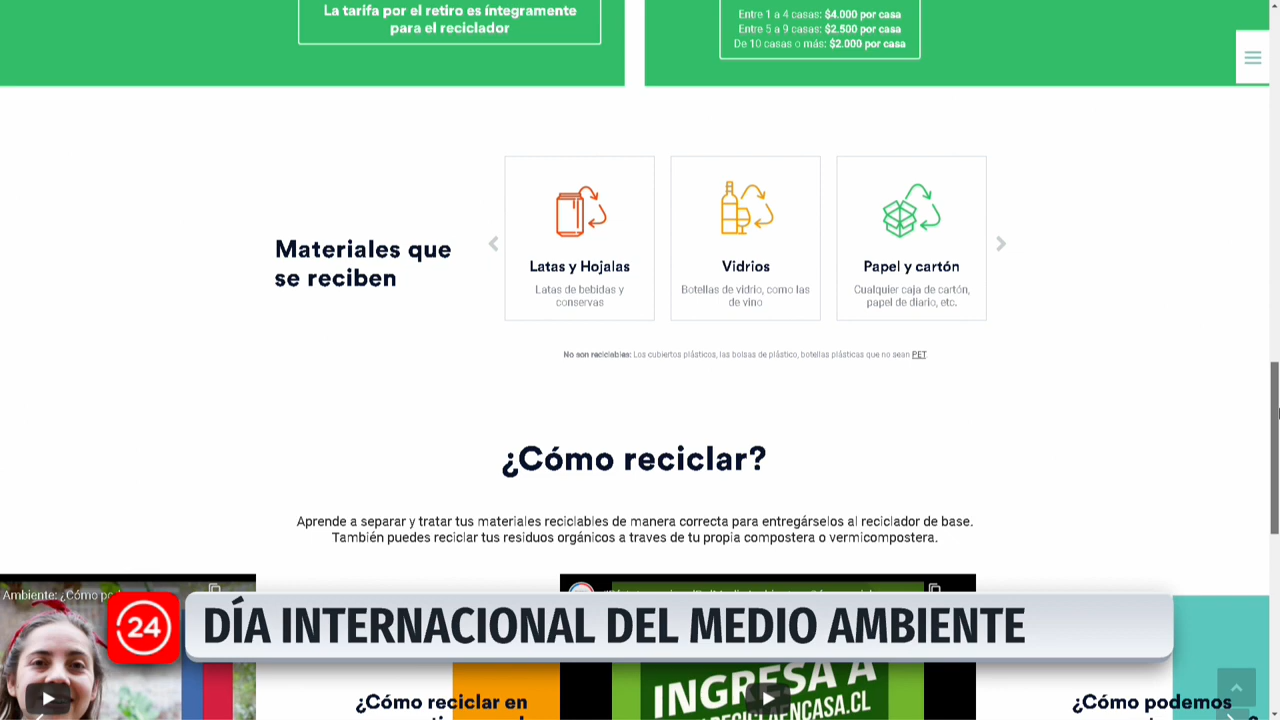 La tarifa por el retiro es íntegramente
para el reciclador
Entre 1 a 4 casas: $4.000 por casa
Entre 5 a 9 casas: $2.500 por casa
De 10 casas o más: $2.000 por casa
Materiales que
se reciben
Latas y Hojalas
Latas de bebidas y
conservas
Vidrios
Botellas de vidrio, como las
de vino
Papel y cartón
Cualquier caja de cartón,
papel de diario, etc.
No son reciclables: Los cubiertos plásticos, las bolsas de plástico, botellas plásticas que no sean PET
¿Cómo reciclar?
Aprende a separar y tratar tus materiales reciclables de manera correcta para entregárselos al reciclador de base.
También puedes reciclar tus residuos orgánicos a traves de tu propia compostera o vermicompostera.
Ambiente: ¿Cómo
24
DÍA INTERNACIONAL DEL MEDIO AMBIENTE
¿Cómo reciclar en
INGRESA A
¿Cómo podemos